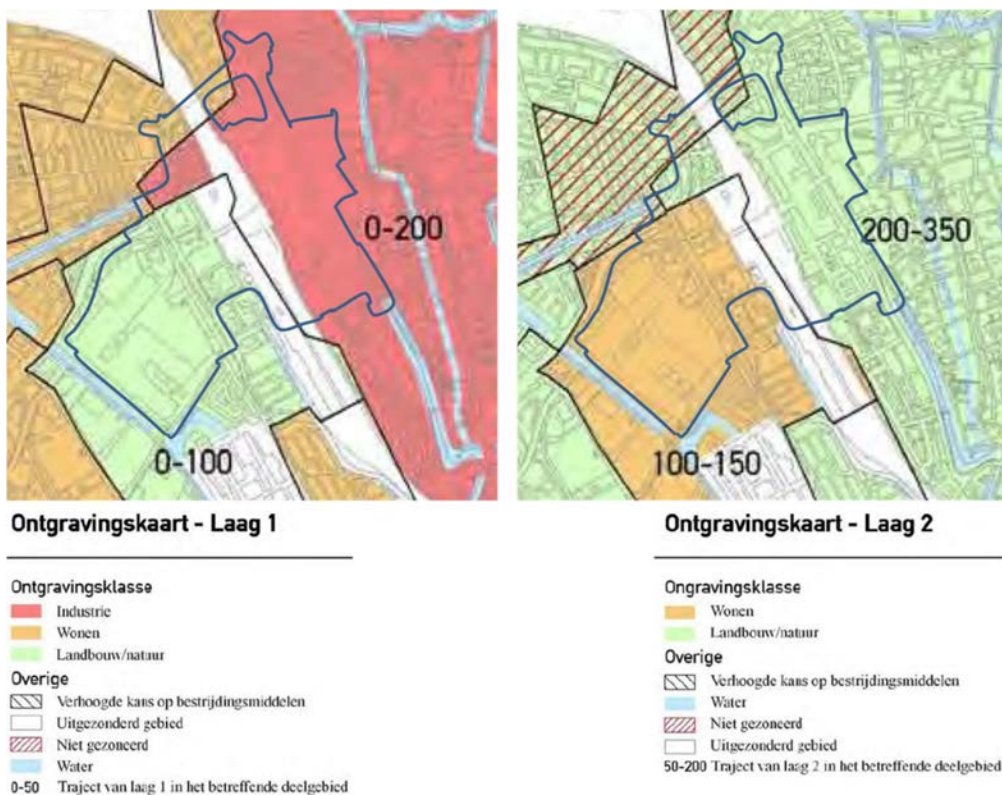 0-200
0-100
200-350
100-150
Ontgravingskaart - Laag 1
Ontgravingsklasse
Industrie
Wonen
Landbouw/natuur
Overige
Verhoogde kans op bestrijdingsmiddelen
Uitgezonderd gebied
Niet gezoneerd
Water
0-50 Traject van laag 1 in het betreffende deelgebied
Ontgravingskaart - Laag 2
Ongravingsklasse
Wonen
Landbouw/natuur
Overige
Verhoogde kans op bestrijdingsmiddelen
Water
Niet gezoneerd
Uitgezonderd gebied
50-200 Traject van laag 2 in het betreffende deelgebied